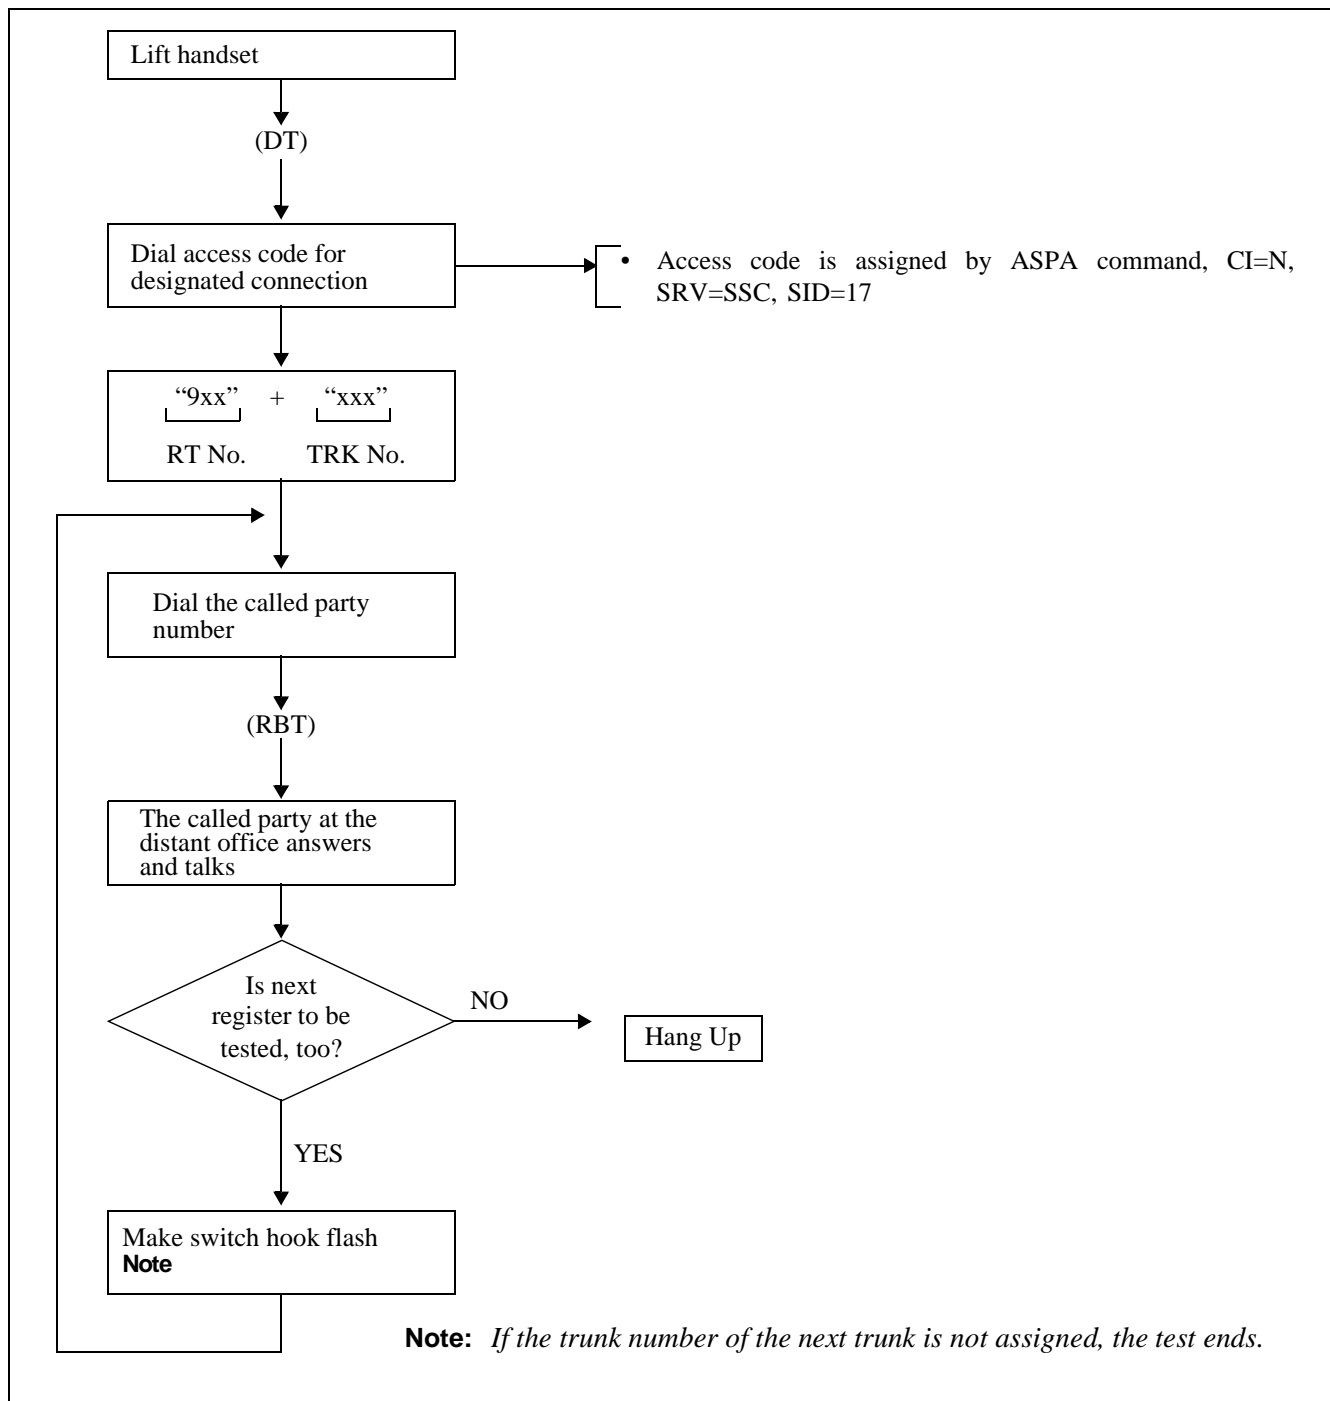 Lift handset
(DT)
Dial access code for
designated connection
• Access code is assigned by ASPA command, CI=N,
SRV=SSC, SID=17
“9xx” + “xxx”
RT No. TRK No.
Dial the called party
number
(RBT)
The called party at the
distant office answers
and talks
Is next
register to be
tested, too?
NO
Hang Up
YES
Make switch hook flash
Note
Note: If the trunk number of the next trunk is not assigned, the test ends.